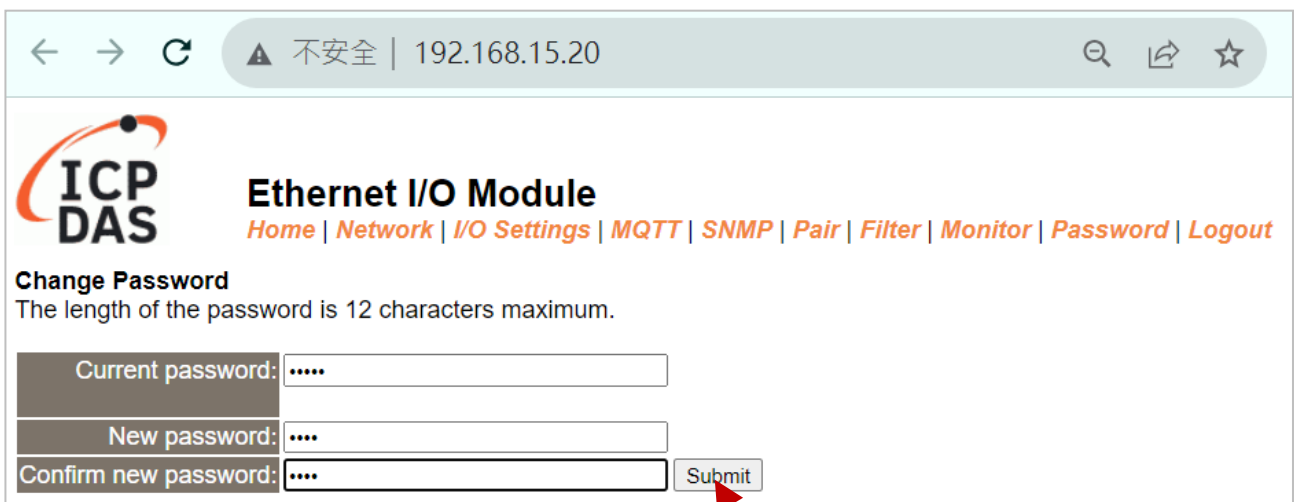 不安全 | 192.168.15.20
ICP
DAS
Ethernet I/O Module
Home | Network | I/O Settings | MQTT | SNMP | Pair | Filter | Monitor | Password | Logout
Change Password
The length of the password is 12 characters maximum.
Current password: •••••
New password: ••••
Confirm new password: •••• Submit